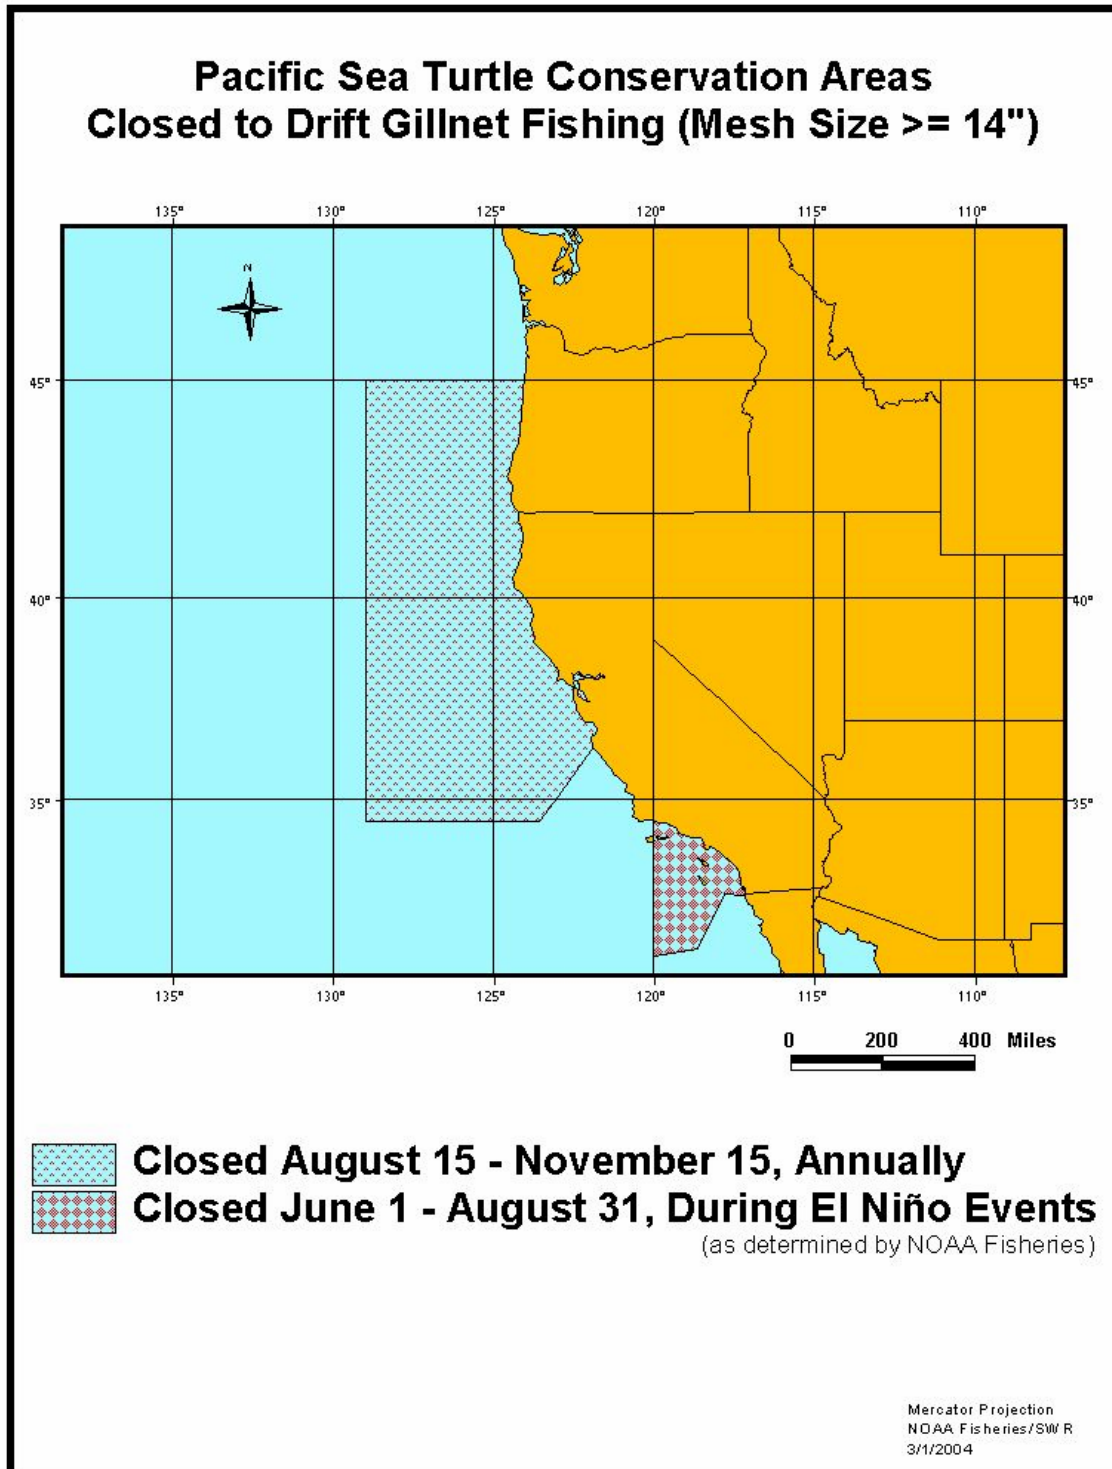 Pacific Sea Turtle Conservation Areas
Closed to Drift Gillnet Fishing (Mesh Size >= 14")
135° 130° 125° 120° 115° 110°
N
45° 45°
40° 40°
35° 35°
135° 130° 125° 120° 115° 110°
0 200 400 Miles
Closed August 15 - November 15, Annually
Closed June 1 - August 31, During El Niño Events
(as determined by NOAA Fisheries)
Mercator Projection
NOAA Fisheries/SWR
3/1/2004